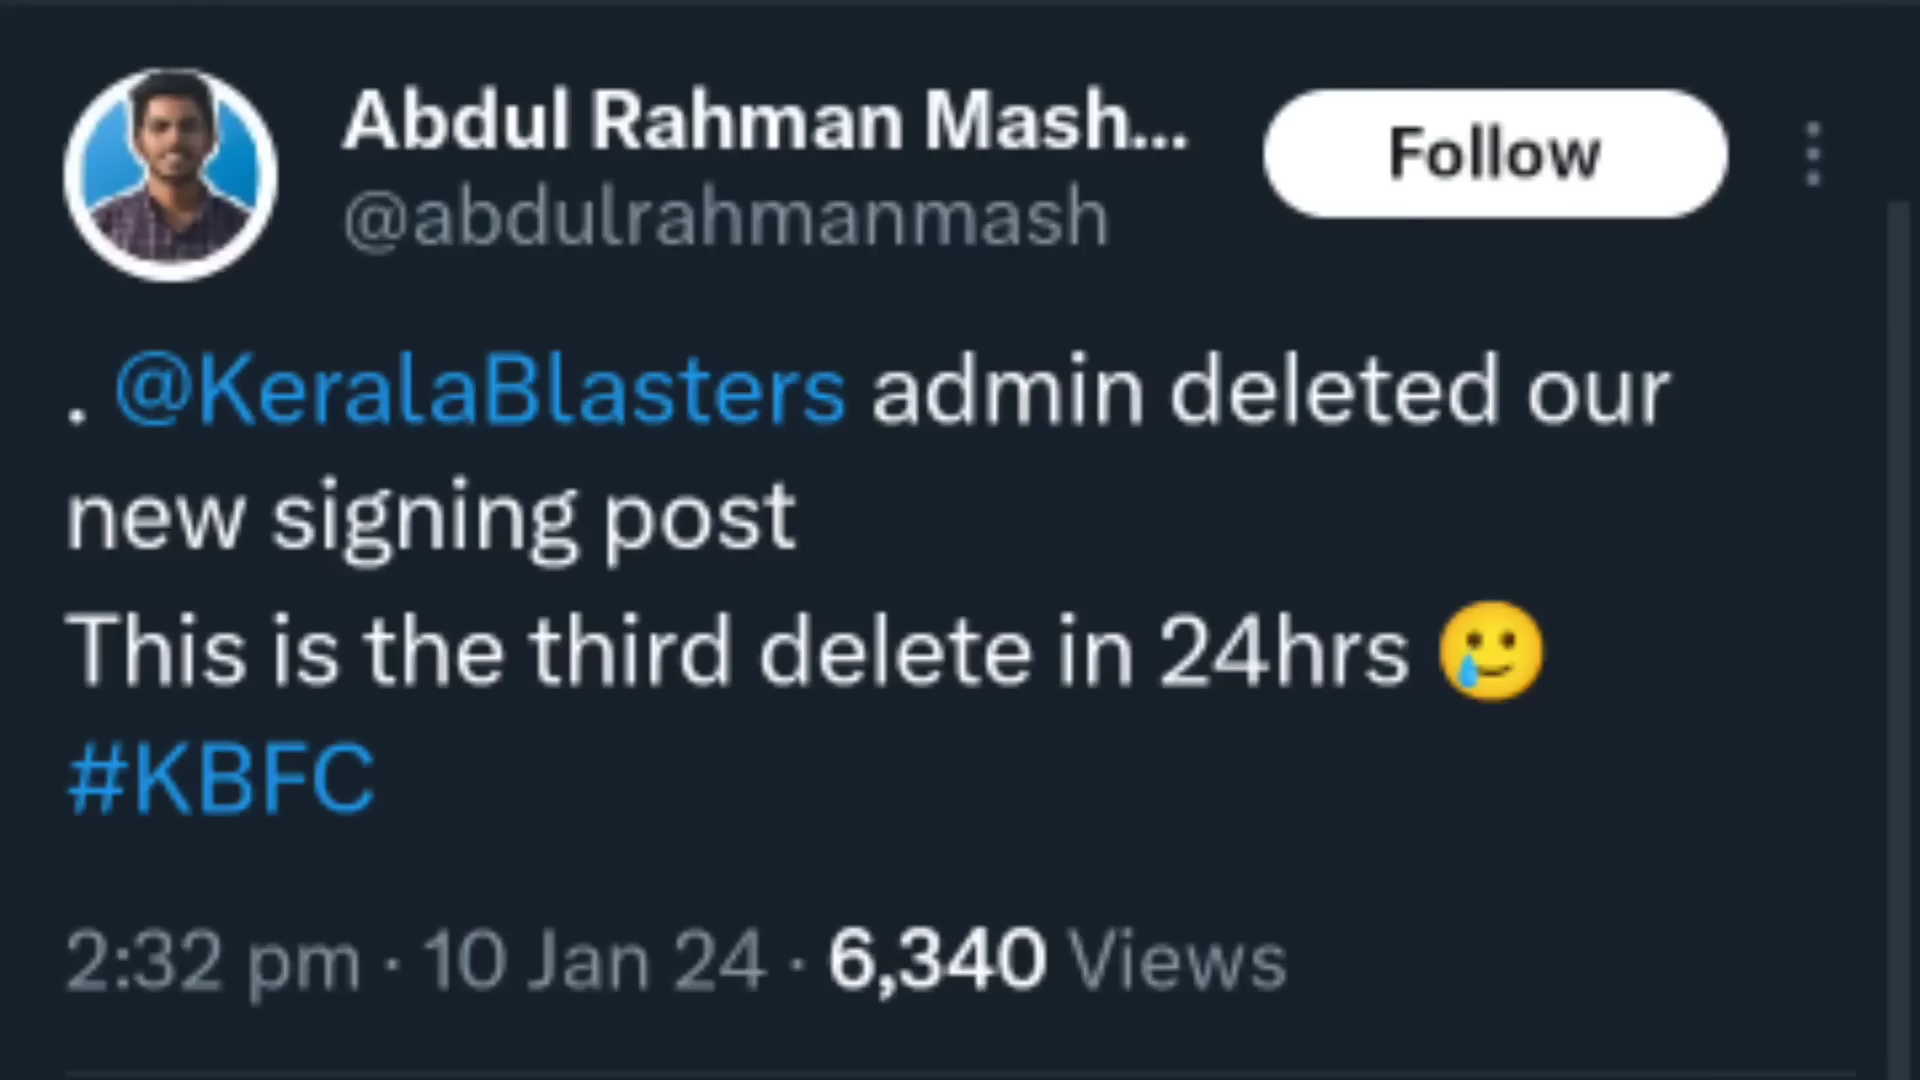 Abdul Rahman Mash...
Follow
@abdulrahmanmash
. @KeralaBlasters admin deleted our
new signing post
This is the third delete in 24hrs 🥲
#KBFC
2:32 pm · 10 Jan 24 · 6,340 Views